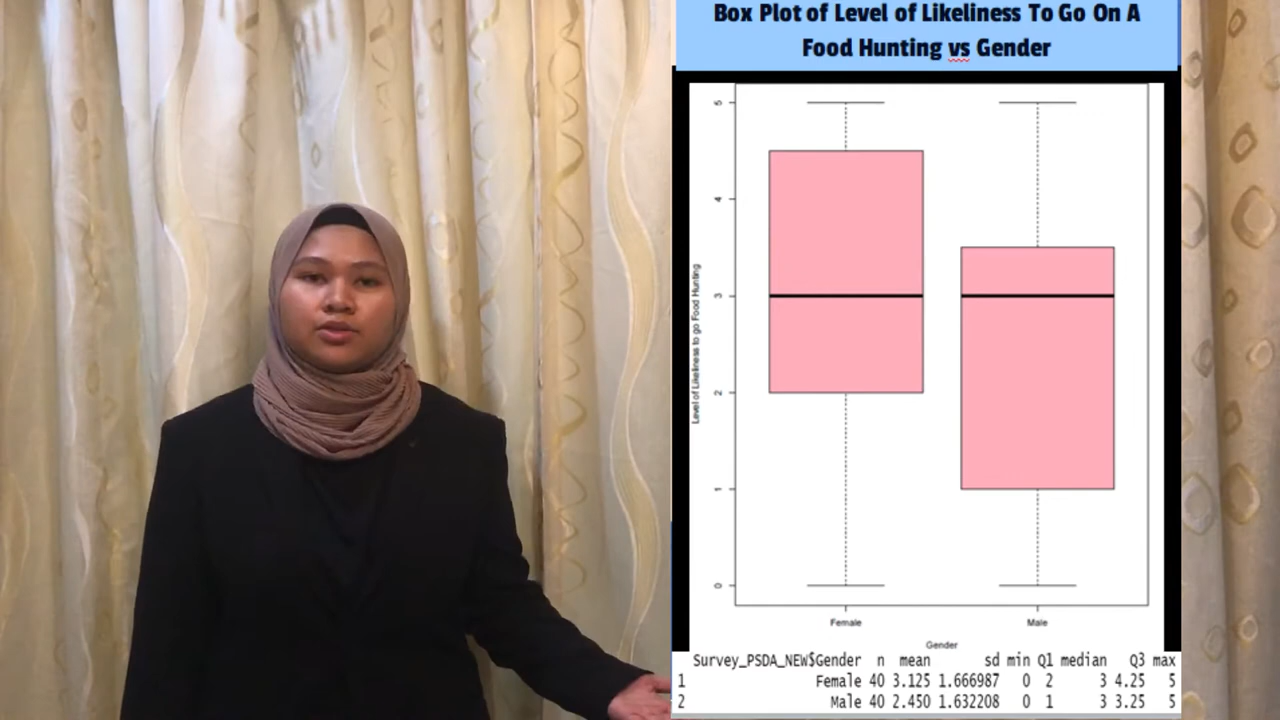 Box Plot of Level of Likeliness To Go On A
Food Hunting vs Gender
5
4
3
2
1
0
Level of Likeliness to go Food Hunting
Female Male
Gender
Survey_PSDA_NEW$Gender n mean sd min Q1 median Q3 max
1 Female 40 3.125 1.666987 0 2 3 4.25 5
2 Male 40 2.450 1.632208 0 1 3 3.25 5